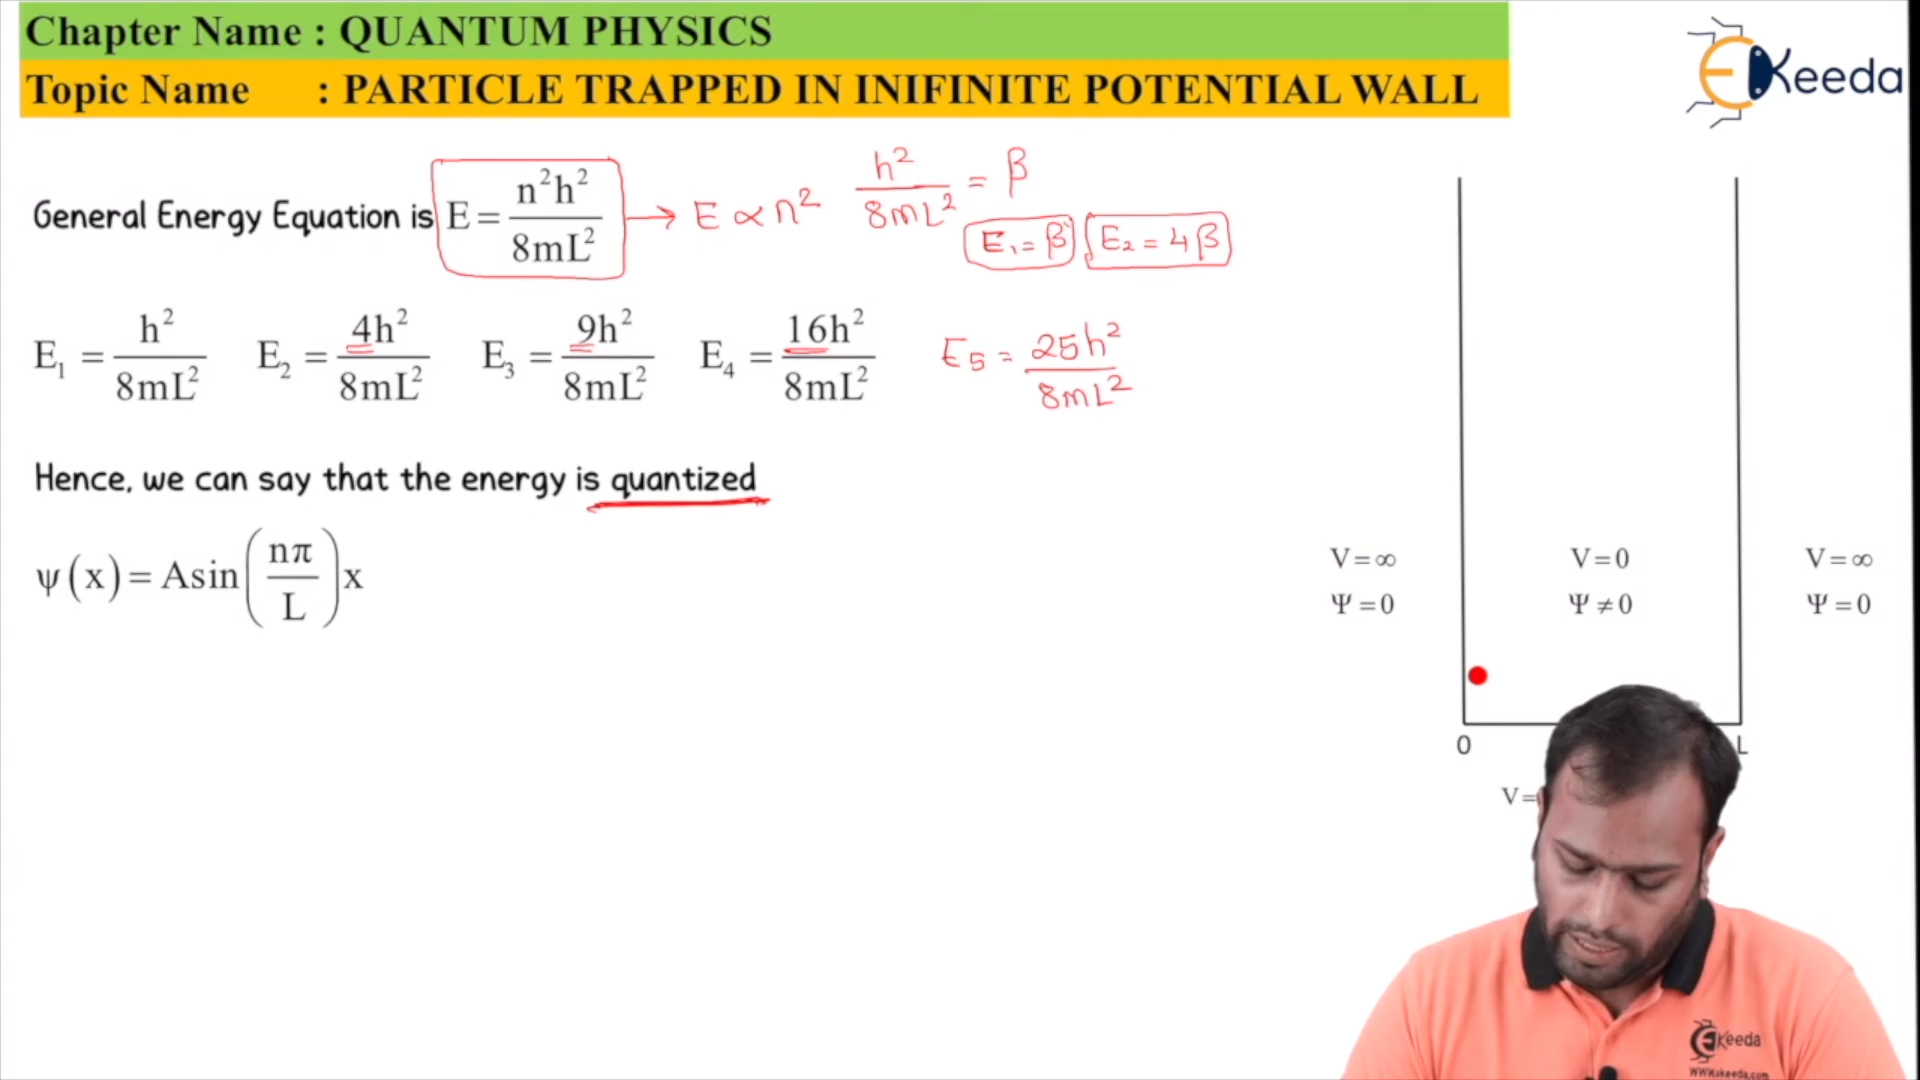 Chapter Name : QUANTUM PHYSICS
Topic Name : PARTICLE TRAPPED IN INIFINITE POTENTIAL WALL
Keeda
General Energy Equation is E = n²h² / 8mL² → E ∝ n² h² / 8mL² = β
E₁ = β E₂ = 4β
E₁ = h² / 8mL² E₂ = 4h² / 8mL² E₃ = 9h² / 8mL² E₄ = 16h² / 8mL² E₅ = 25h² / 8mL²
Hence, we can say that the energy is quantized
ψ(x) = Asin(nπ / L)x
V = ∞ V = 0 V = ∞
Ψ = 0 Ψ ≠ 0 Ψ = 0
0 L
V =
Keeda
www.ekeeda.com